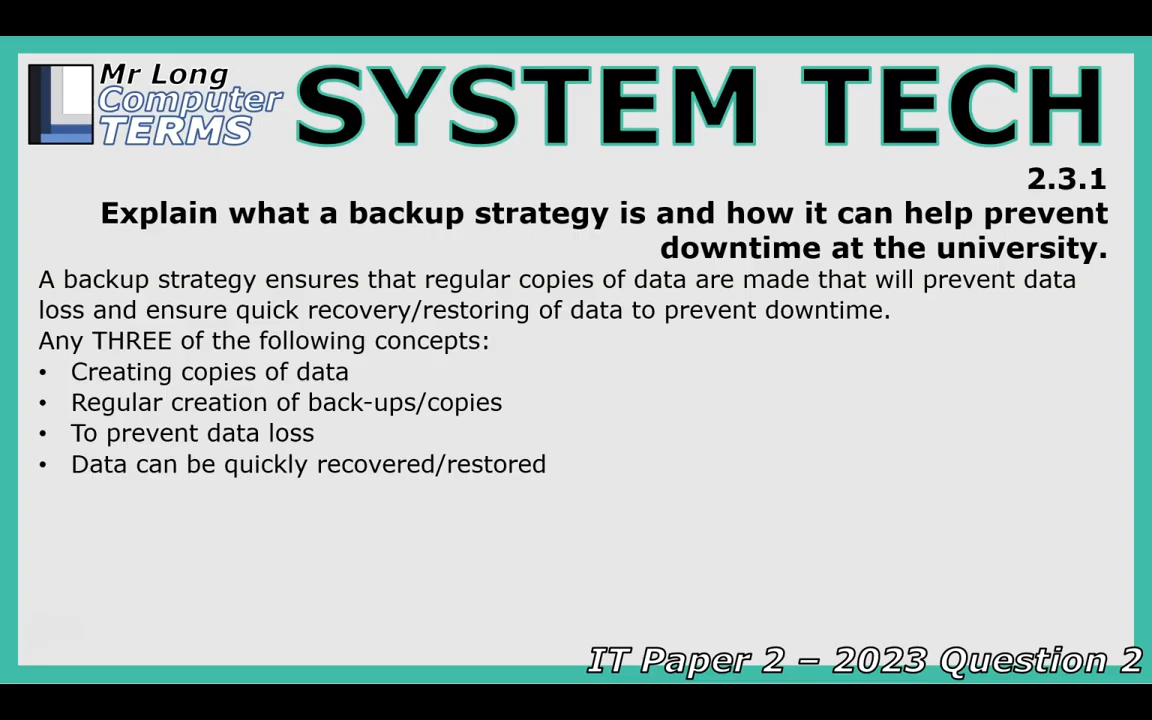 Mr Long
Computer
TERMS
SYSTEM TECH
2.3.1
Explain what a backup strategy is and how it can help prevent
downtime at the university.
A backup strategy ensures that regular copies of data are made that will prevent data
loss and ensure quick recovery/restoring of data to prevent downtime.
Any THREE of the following concepts:
• Creating copies of data
• Regular creation of back-ups/copies
• To prevent data loss
• Data can be quickly recovered/restored
IT Paper 2 – 2023 Question 2